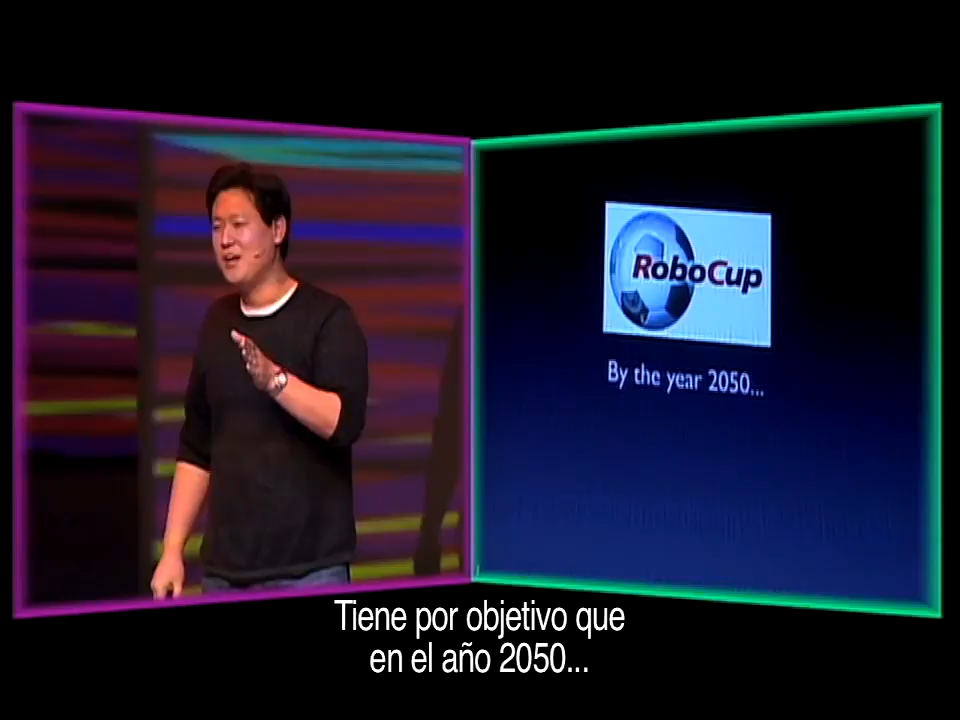 RoboCup
By the year 2050...
Tiene por objetivo que
en el año 2050...